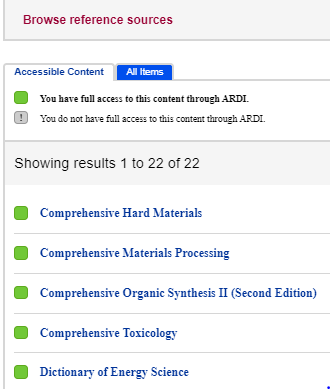 Browse reference sources
Accessible Content All Items
You have full access to this content through ARDI.
! You do not have full access to this content through ARDI.
Showing results 1 to 22 of 22
Comprehensive Hard Materials
Comprehensive Materials Processing
Comprehensive Organic Synthesis II (Second Edition)
Comprehensive Toxicology
Dictionary of Energy Science